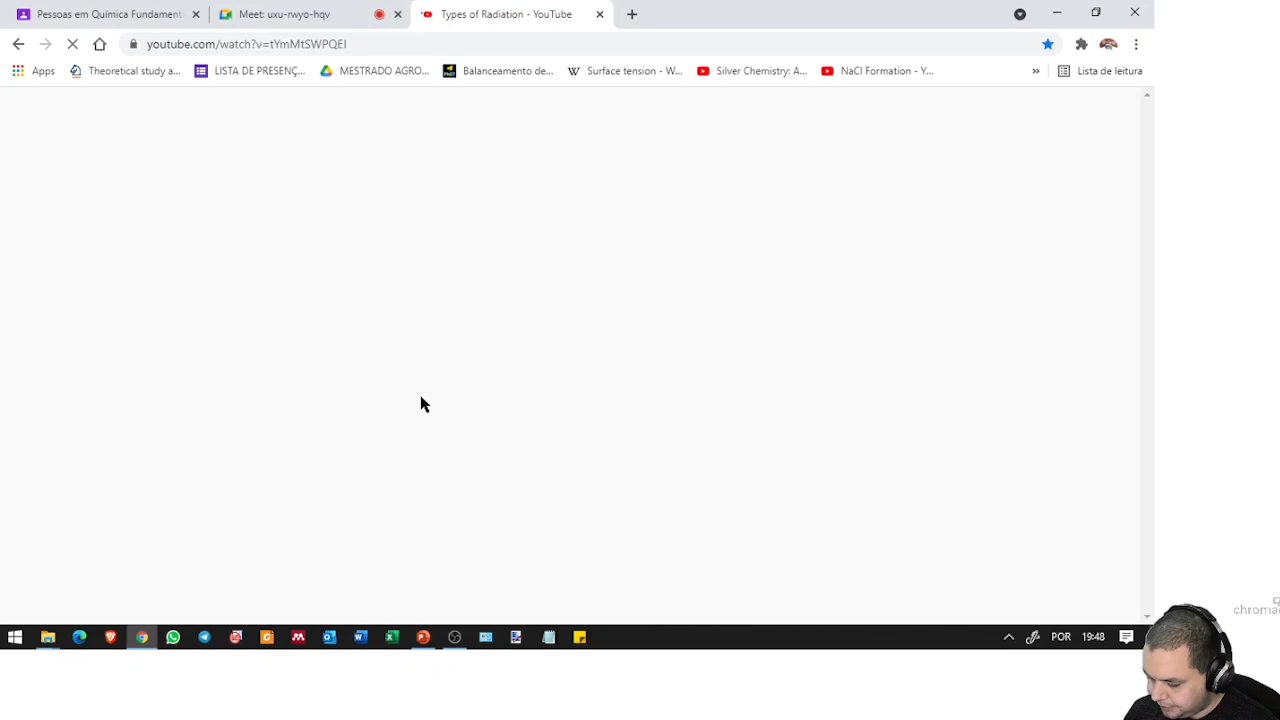 Pessoas em Química Fundament
Meet: uxu-rwyo-hqv
Types of Radiation - YouTube
youtube.com/watch?v=tYmMtSWPQEI
Apps
Theoretical study a...
LISTA DE PRESENÇ...
MESTRADO AGRO...
Balanceamento de...
Surface tension - W...
Silver Chemistry: A...
NaCl Formation - Y...
»
Lista de leitura
POR
19:48
chroma